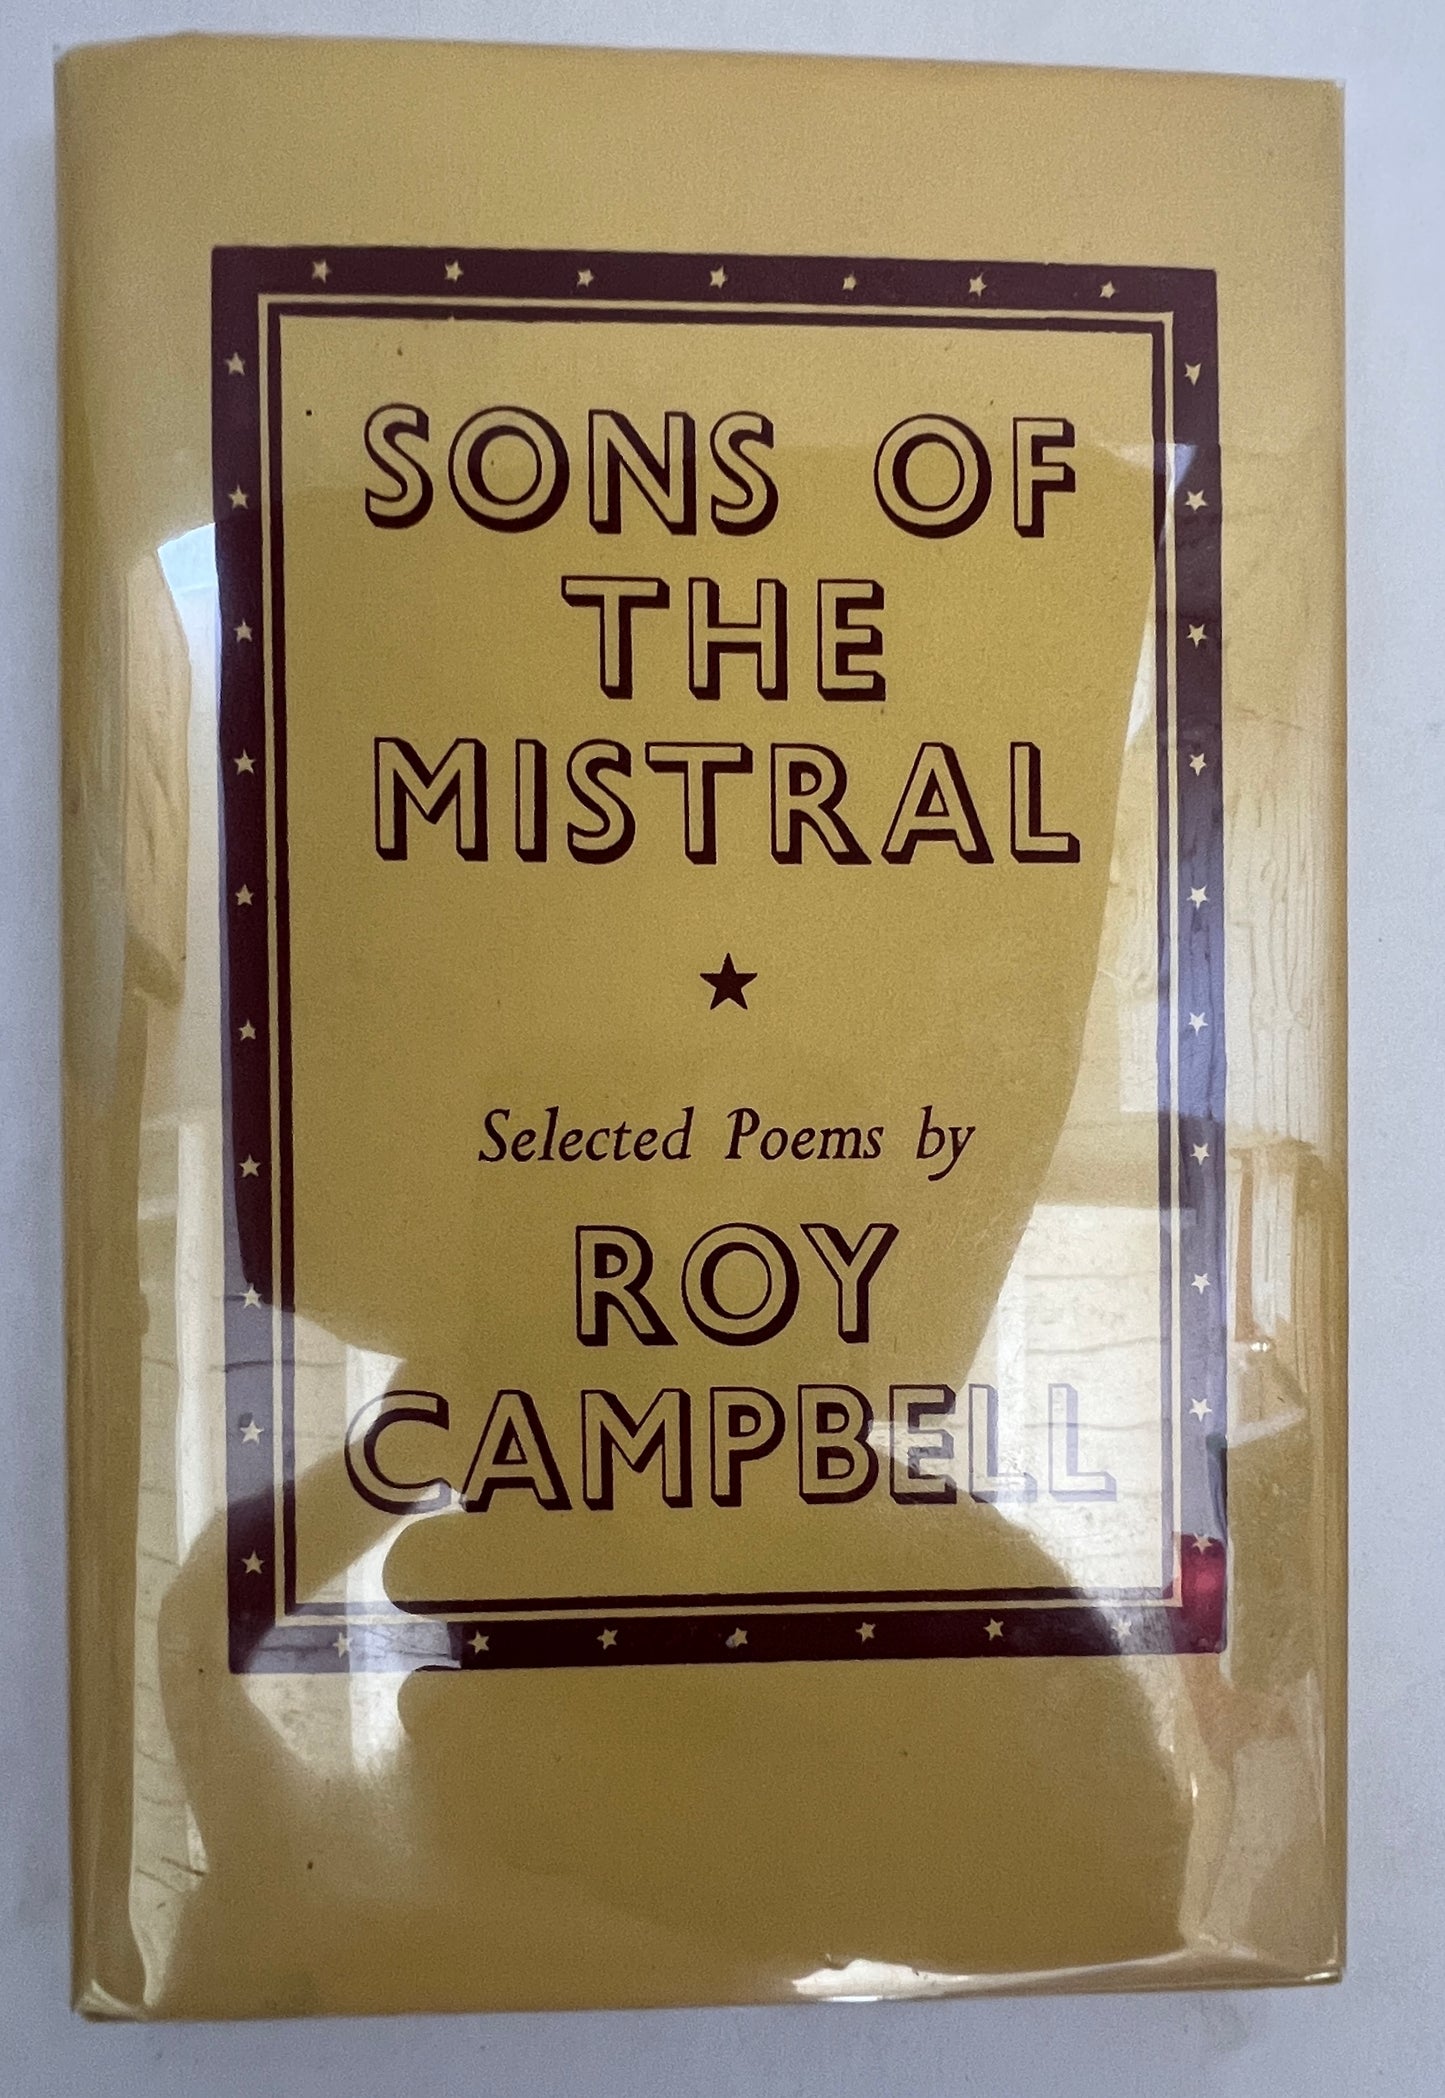 SONS OF
THE
MISTRAL
Selected Poems by
ROY
CAMPBELL